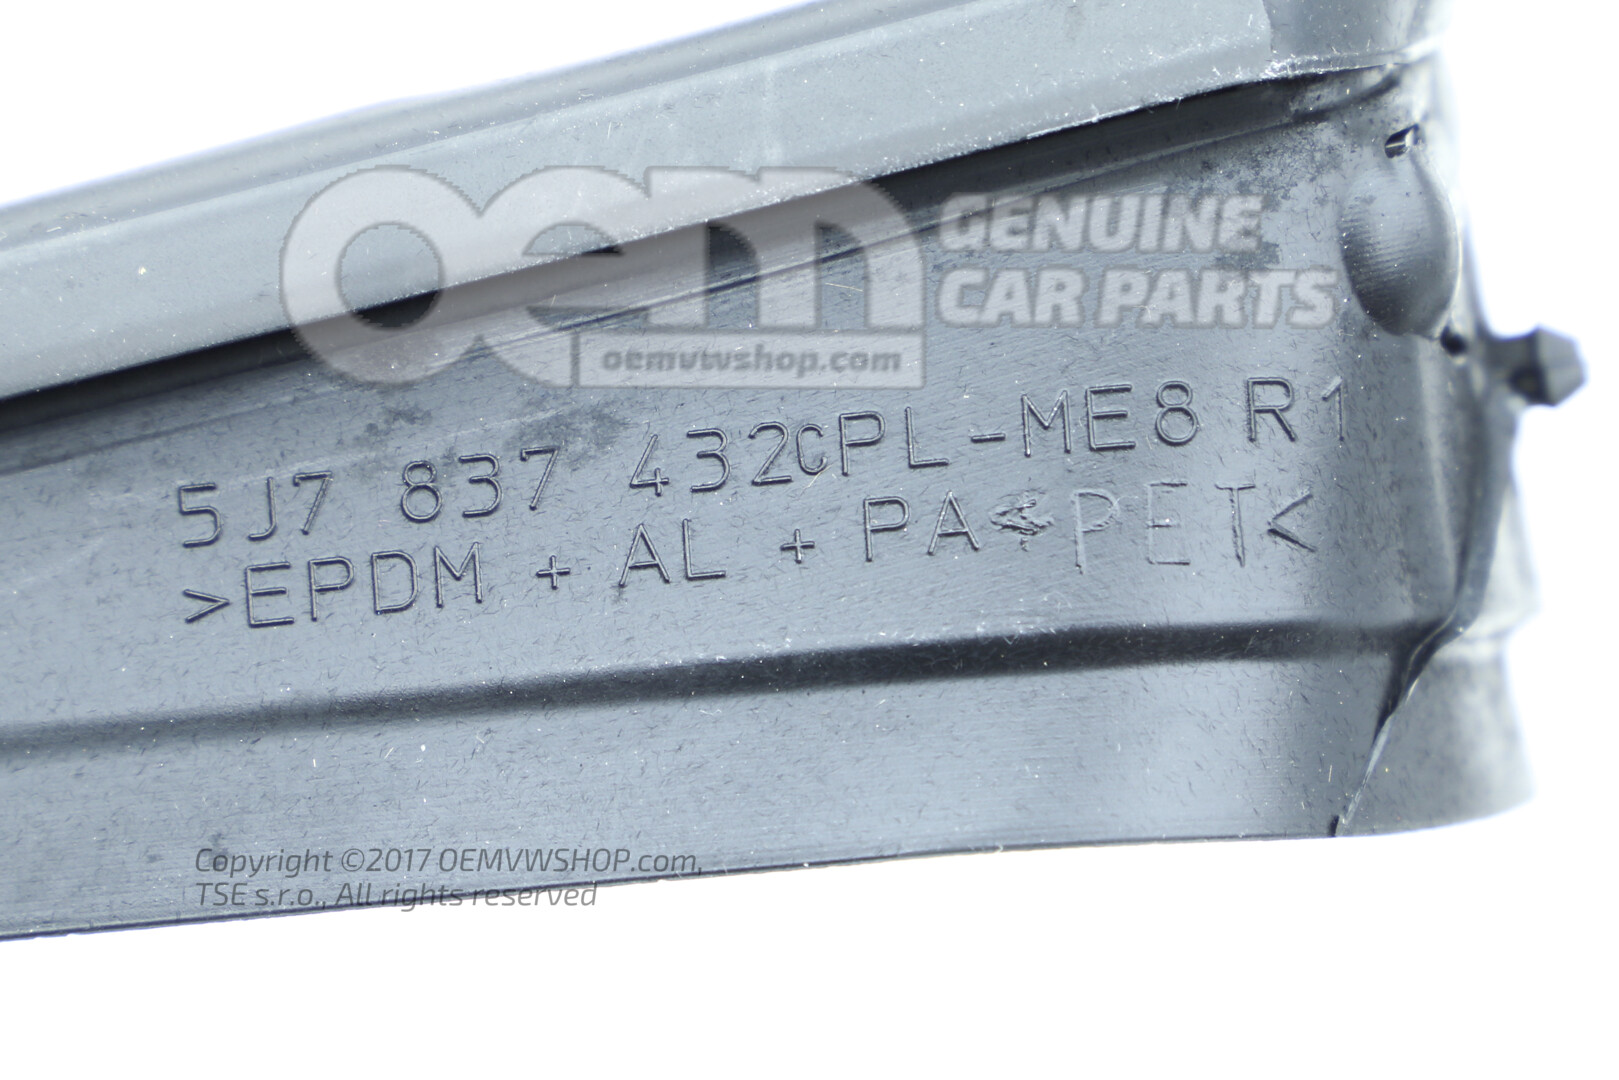 oem GENUINE
CAR PARTS
oemvwshop.com
5J7 837 432CPL-ME8 R1
>EPDM + AL + PA PET<
Copyright ©2017 OEMVWSHOP.com,
TSE s.r.o., All rights reserved